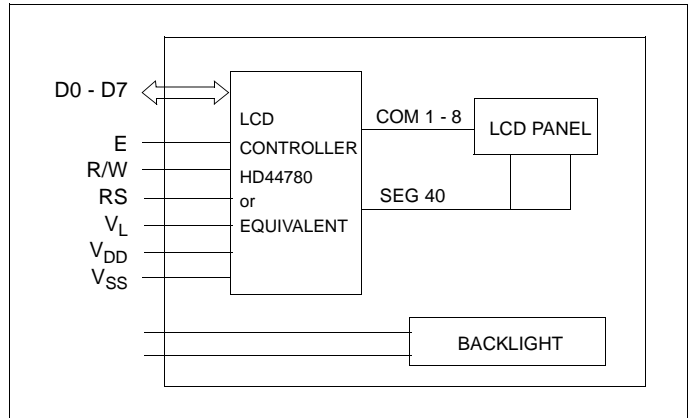 D0 - D7
E
R/W
RS
VL
VDD
VSS
LCD
CONTROLLER
HD44780
or
EQUIVALENT
COM 1 - 8
SEG 40
LCD PANEL
BACKLIGHT